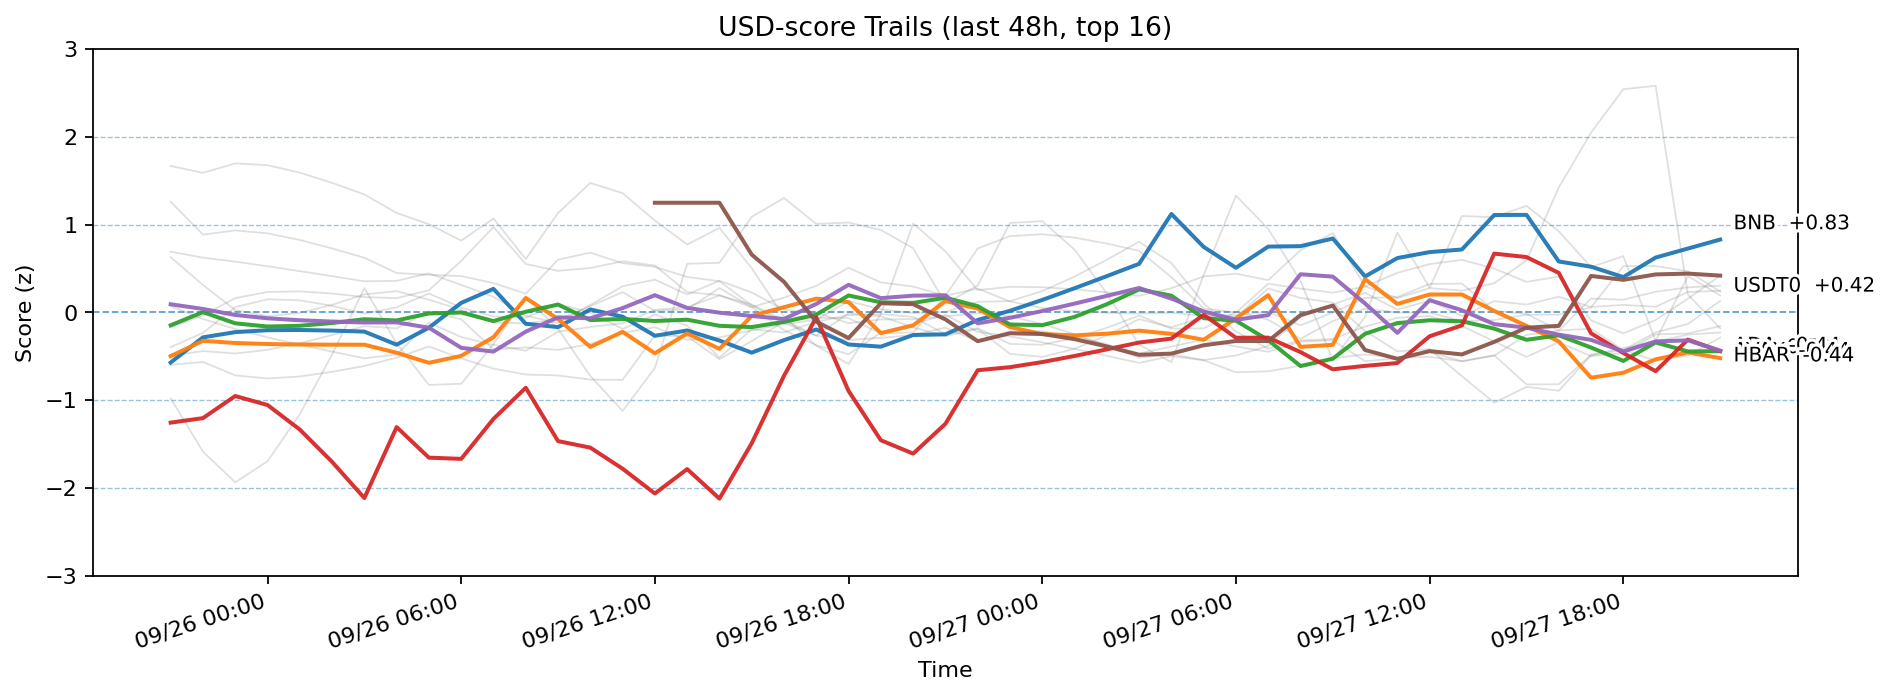 USD-score Trails (last 48h, top 16)
Score (z)
3
2
1
0
−1
−2
−3
BNB +0.83
USDT0 +0.42
HBAR -0.44
09/26 00:00
09/26 06:00
09/26 12:00
09/26 18:00
09/27 00:00
09/27 06:00
09/27 12:00
09/27 18:00
Time